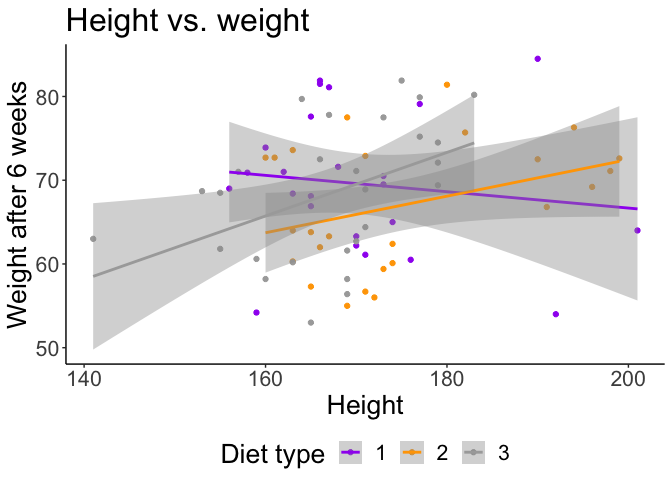 Height vs. weight
Weight after 6 weeks
80
70
60
50
140 160 180 200
Height
Diet type 1 2 3